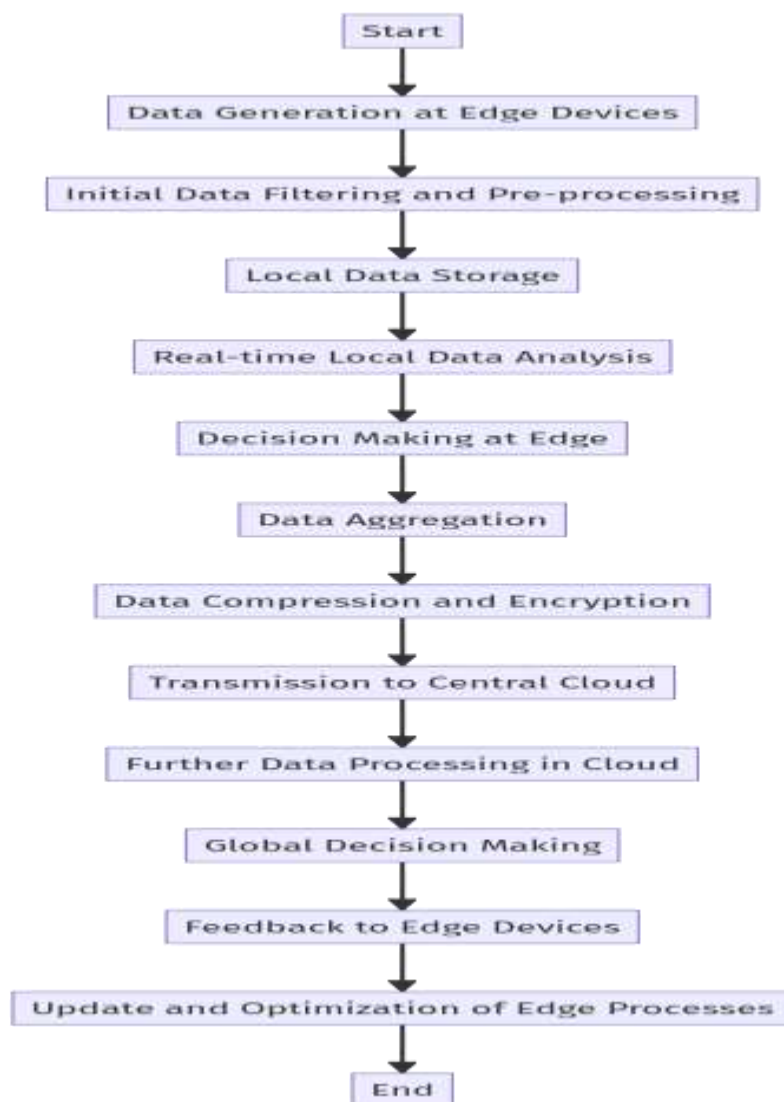 Start
Data Generation at Edge Devices
Initial Data Filtering and Pre-processing
Local Data Storage
Real-time Local Data Analysis
Decision Making at Edge
Data Aggregation
Data Compression and Encryption
Transmission to Central Cloud
Further Data Processing in Cloud
Global Decision Making
Feedback to Edge Devices
Update and Optimization of Edge Processes
End